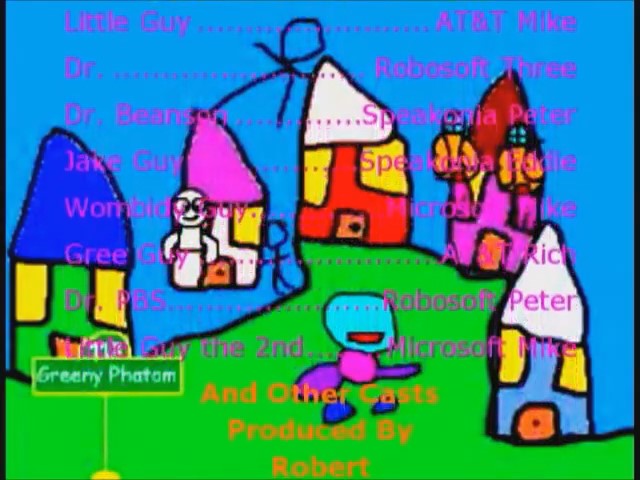 Little Guy ........................ AT&T Mike
Dr. .......................... Robosoft Three
Dr. Beanson ............Speakonia Peter
Jake Guy.................Speakonia Eddie
Wombidy Guy............. Microsoft Mike
Gree Guy ........................ AT&T Rich
Dr. PBS......................Robosoft Peter
Little Guy the 2nd........Microsoft Mike
Greeny Phatom
And Other Casts
Produced By
Robert